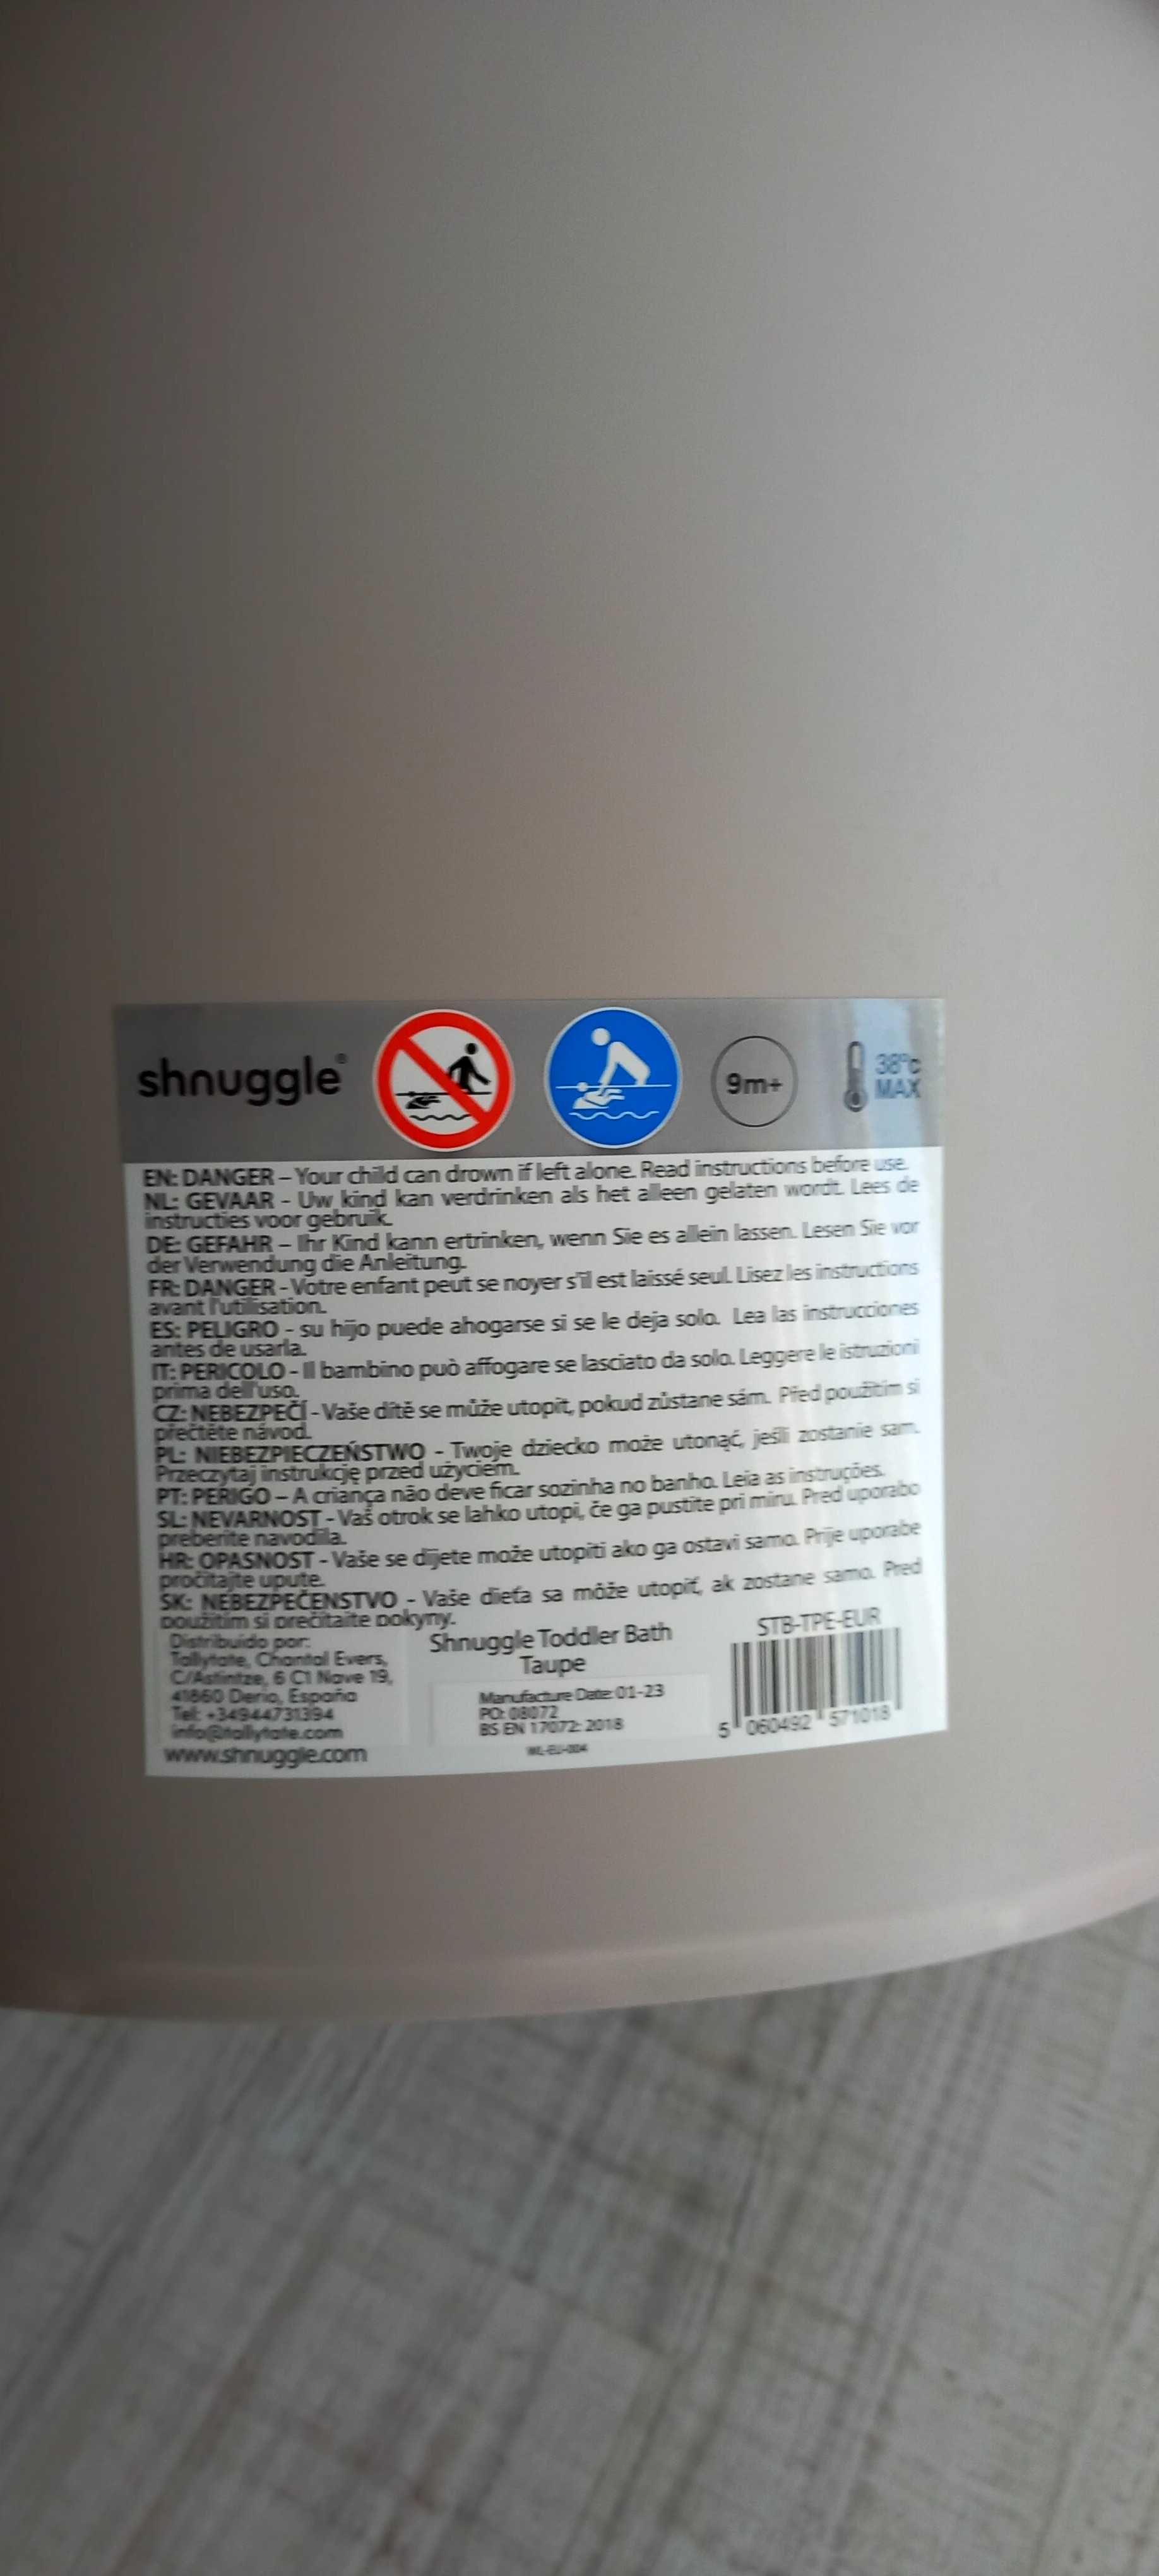 shnuggle®
9m+
38°C
MAX
EN: DANGER – Your child can drown if left alone. Read instructions before use.
NL: GEVAAR - Uw kind kan verdrinken als het alleen gelaten wordt. Lees de
instructies voor gebruik.
DE: GEFAHR – Ihr Kind kann ertrinken, wenn Sie es allein lassen. Lesen Sie vor
der Verwendung die Anleitung.
FR: DANGER - Votre enfant peut se noyer s'il est laissé seul. Lisez les instructions
avant l'utilisation.
ES: PELIGRO - su hijo puede ahogarse si se le deja solo. Lea las instrucciones
antes de usarla.
IT: PERICOLO - Il bambino può affogare se lasciato da solo. Leggere le istruzioni
prima dell'uso.
CZ: NEBEZPEČÍ - Vaše dítě se může utopit, pokud zůstane sám. Před použitím si
přečtěte návod.
PL: NIEBEZPIECZEŃSTWO - Twoje dziecko może utonąć, jeśli zostanie sam.
Przeczytaj instrukcję przed użyciem.
PT: PERIGO – A criança não deve ficar sozinha no banho. Leia as instruções.
SL: NEVARNOST - Vaš otrok se lahko utopi, če ga pustite pri miru. Pred uporabo
preberite navodila.
HR: OPASNOST - Vaše se dijete može utopiti ako ga ostavi samo. Prije uporabe
pročitajte upute.
SK: NEBEZPEČENSTVO - Vaše dieťa sa môže utopiť, ak zostane samo. Pred
použitím si prečítajte pokyny.
Distribuido por:
Tallytate, Chantal Evers,
C/Astintze, 6 C1 Nave 19,
41860 Derio, España
Tel: +34944731394
info@tallytate.com
www.shnuggle.com
Shnuggle Toddler Bath
Taupe
Manufacture Date: 01-23
PO: 08072
BS EN 17072: 2018
WL-EU-004
STB-TPE-EUR
5 060492 571018